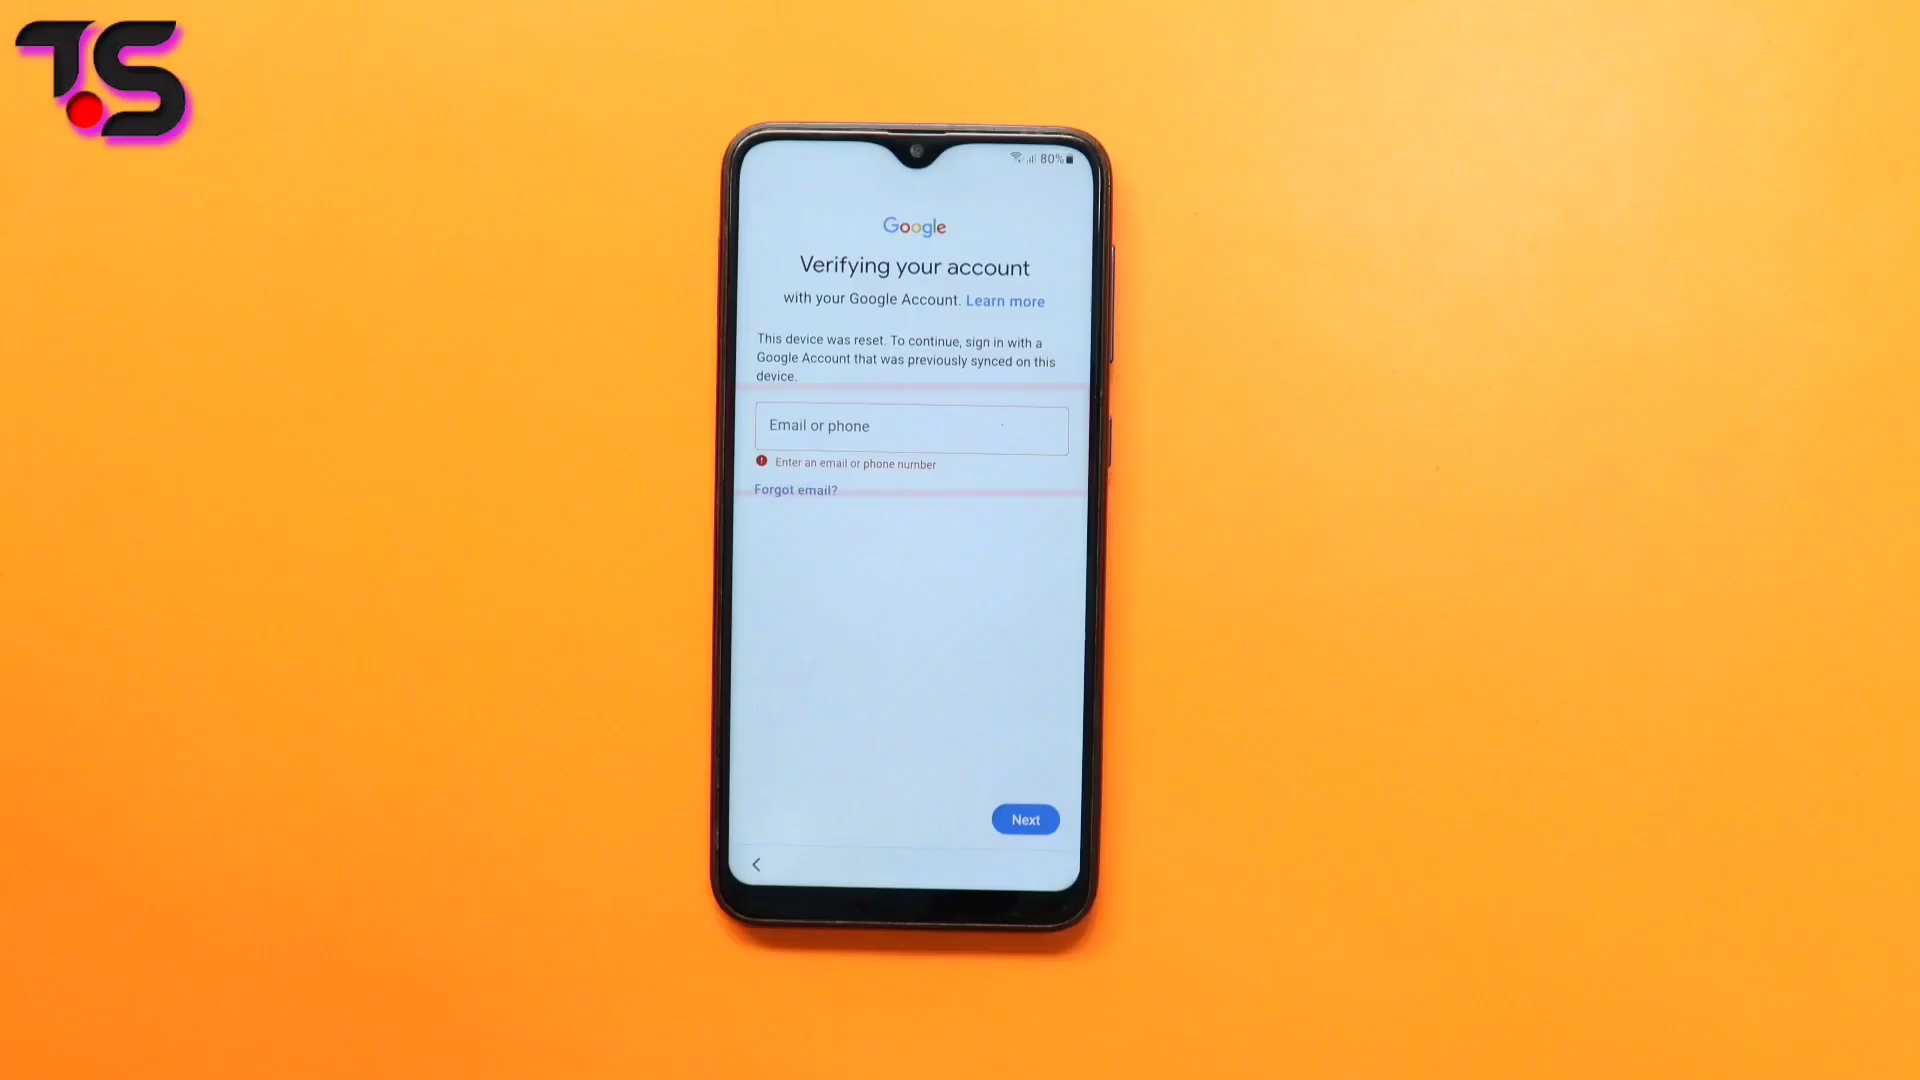 T.S
80%
Google
Verifying your account
with your Google Account. Learn more
This device was reset. To continue, sign in with a
Google Account that was previously synced on this
device.
Email or phone
Enter an email or phone number
Forgot email?
Next